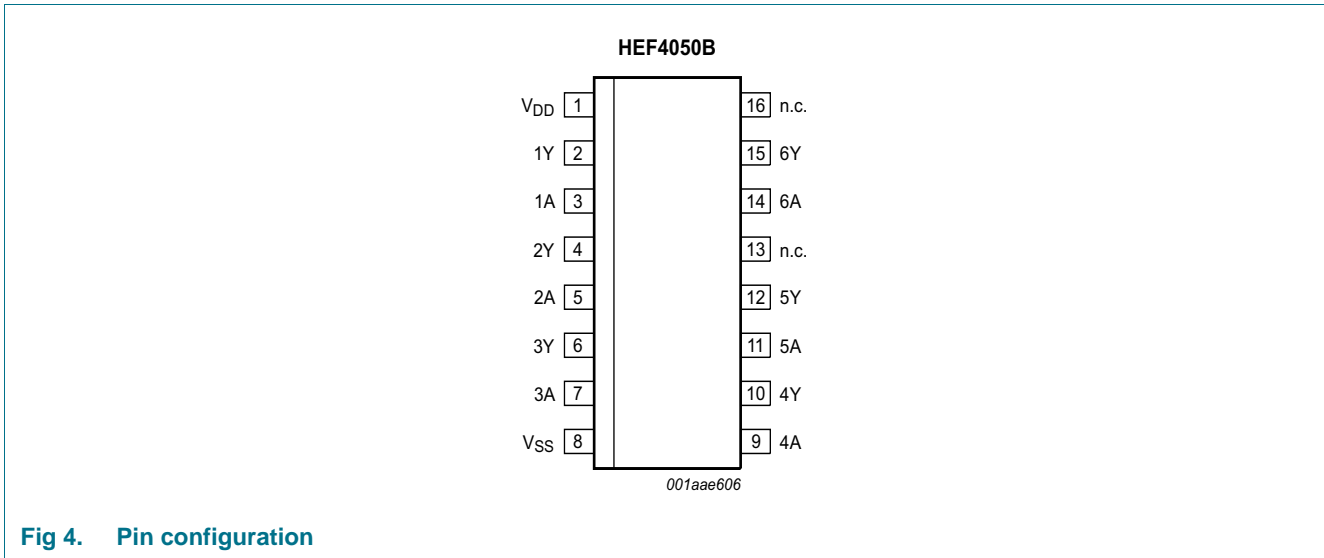 HEF4050B
VDD 1 16 n.c.
1Y 2 15 6Y
1A 3 14 6A
2Y 4 13 n.c.
2A 5 12 5Y
3Y 6 11 5A
3A 7 10 4Y
VSS 8 9 4A
001aae606
Fig 4. Pin configuration